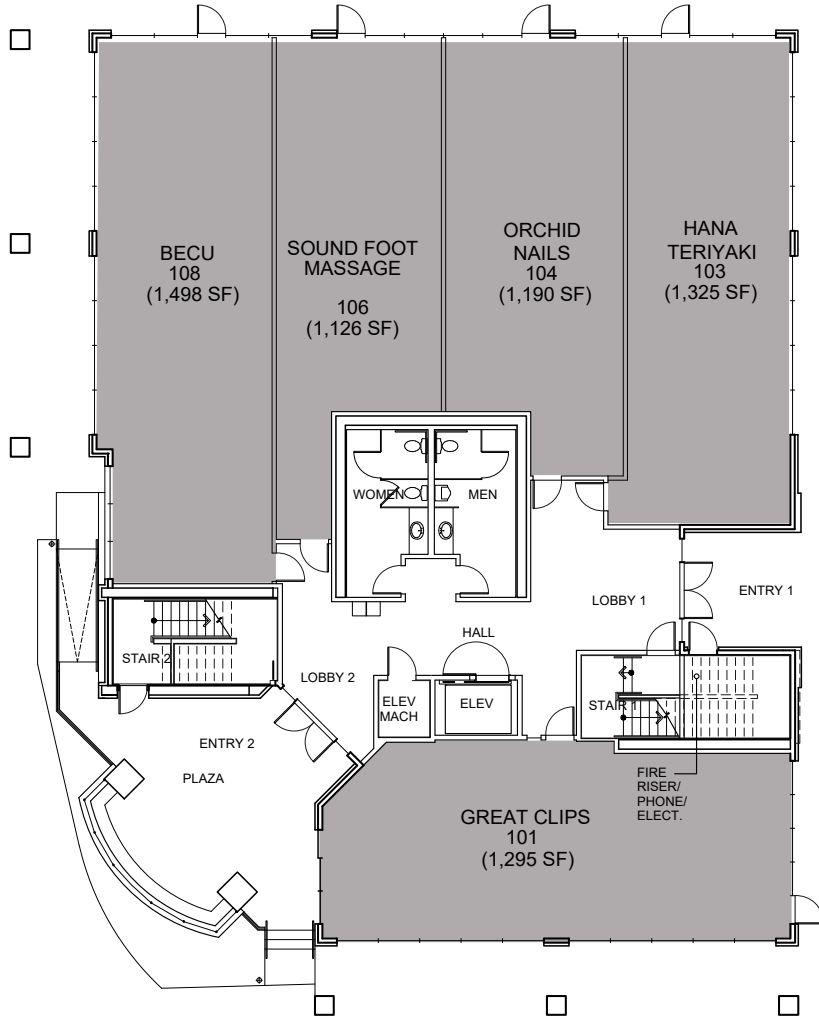 BECU
108
(1,498 SF)
SOUND FOOT
MASSAGE
106
(1,126 SF)
ORCHID
NAILS
104
(1,190 SF)
HANA
TERIYAKI
103
(1,325 SF)
WOMEN
MEN
LOBBY 1
ENTRY 1
HALL
STAIR 2
LOBBY 2
ELEV
MACH
ELEV
STAIR 1
ENTRY 2
PLAZA
FIRE
RISER/
PHONE/
ELECT.
GREAT CLIPS
101
(1,295 SF)